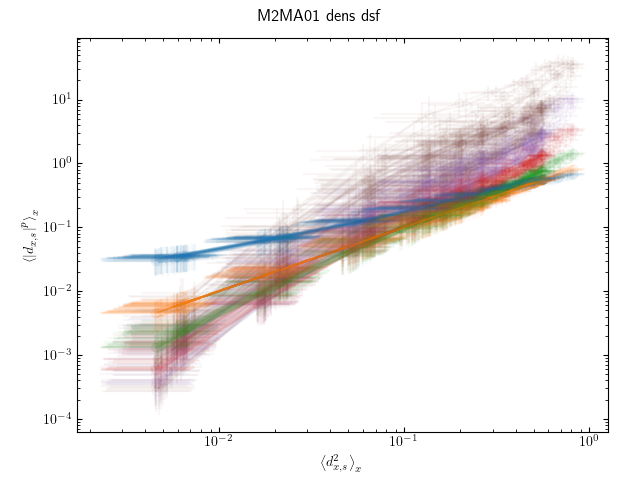 M2MA01 dens dsf
⟨|d_{x,s}|^p⟩_x
10^1
10^0
10^{-1}
10^{-2}
10^{-3}
10^{-4}
10^{-2} 10^{-1} 10^0
⟨d^2_{x,s}⟩_x